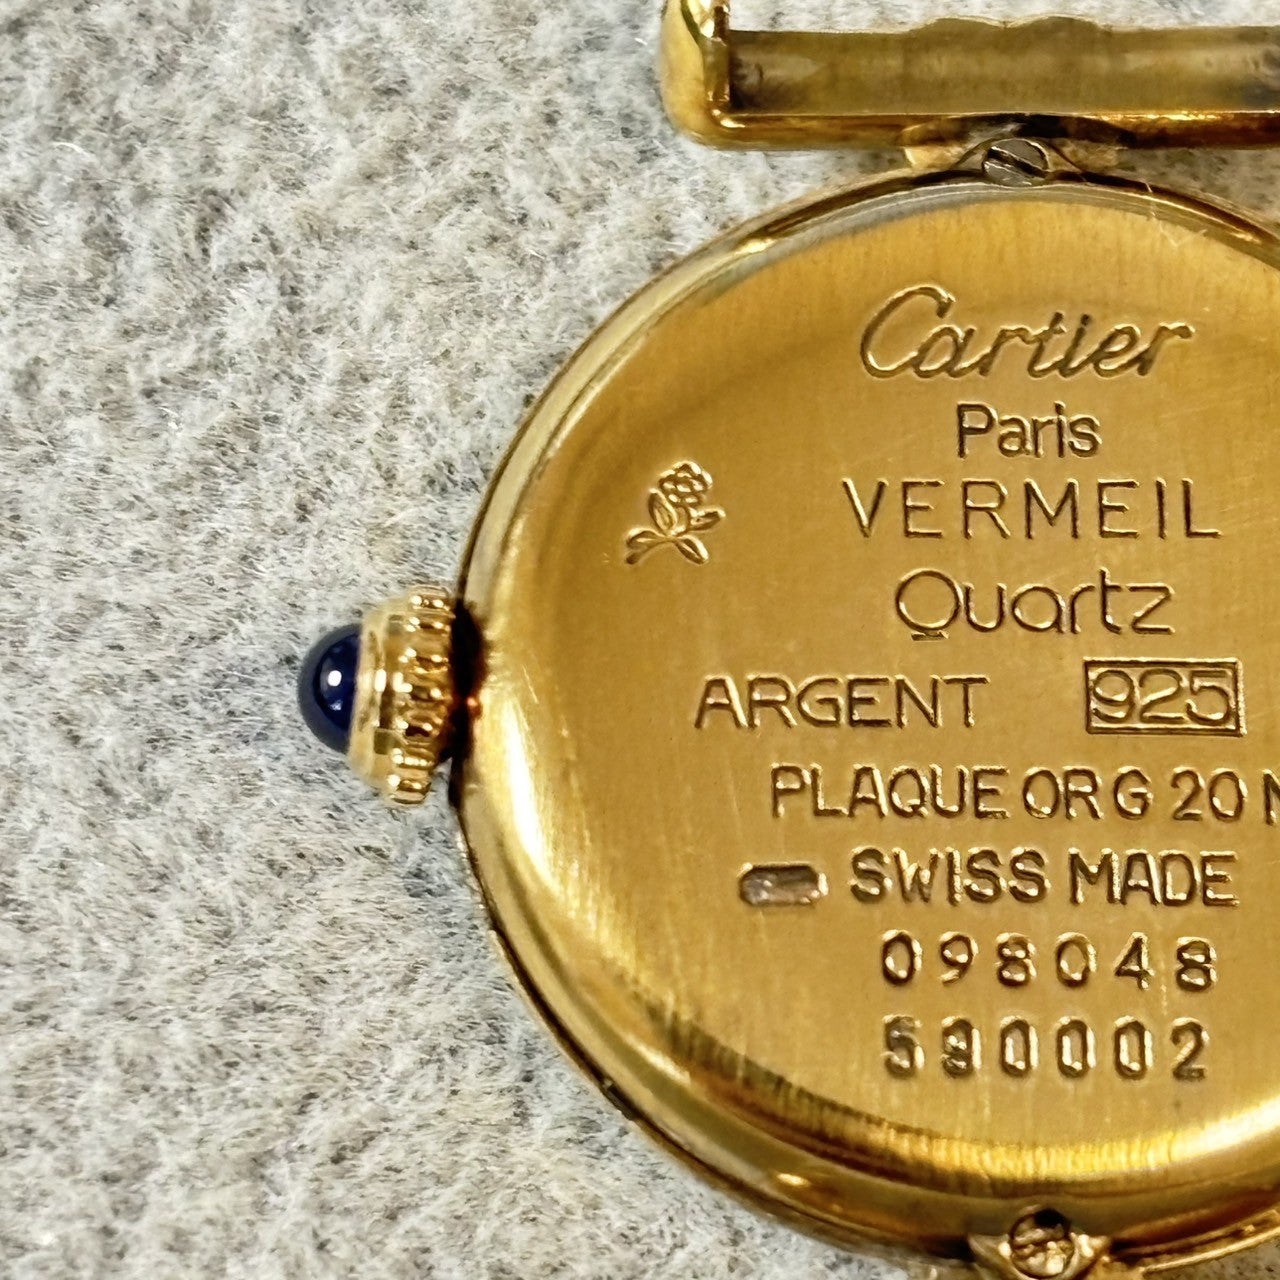 Cartier
Paris
VERMEIL
Quartz
ARGENT 925
PLAQUE OR G 20
SWISS MADE
098048
590002